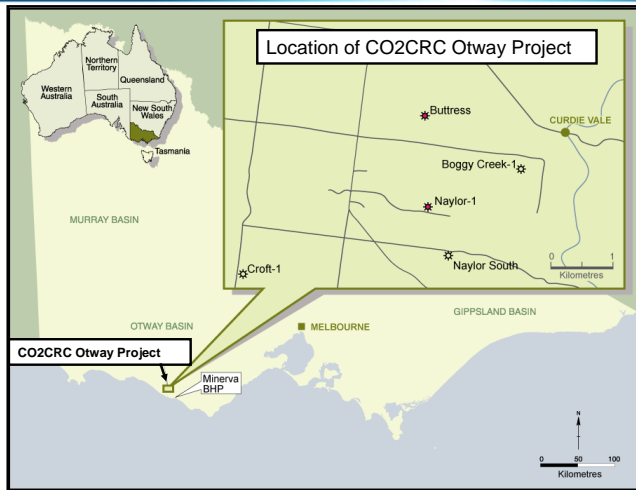 Location of CO2CRC Otway Project
Northern
Territory
Queensland
Western
Australia
South
Australia
New South
Wales
Tasmania
Buttress
CURDIE VALE
Boggy Creek-1
Naylor-1
Naylor South
Croft-1
0 1
Kilometres
MURRAY BASIN
OTWAY BASIN
MELBOURNE
GIPPSLAND BASIN
CO2CRC Otway Project
Minerva
BHP
N
0 50 100
Kilometres